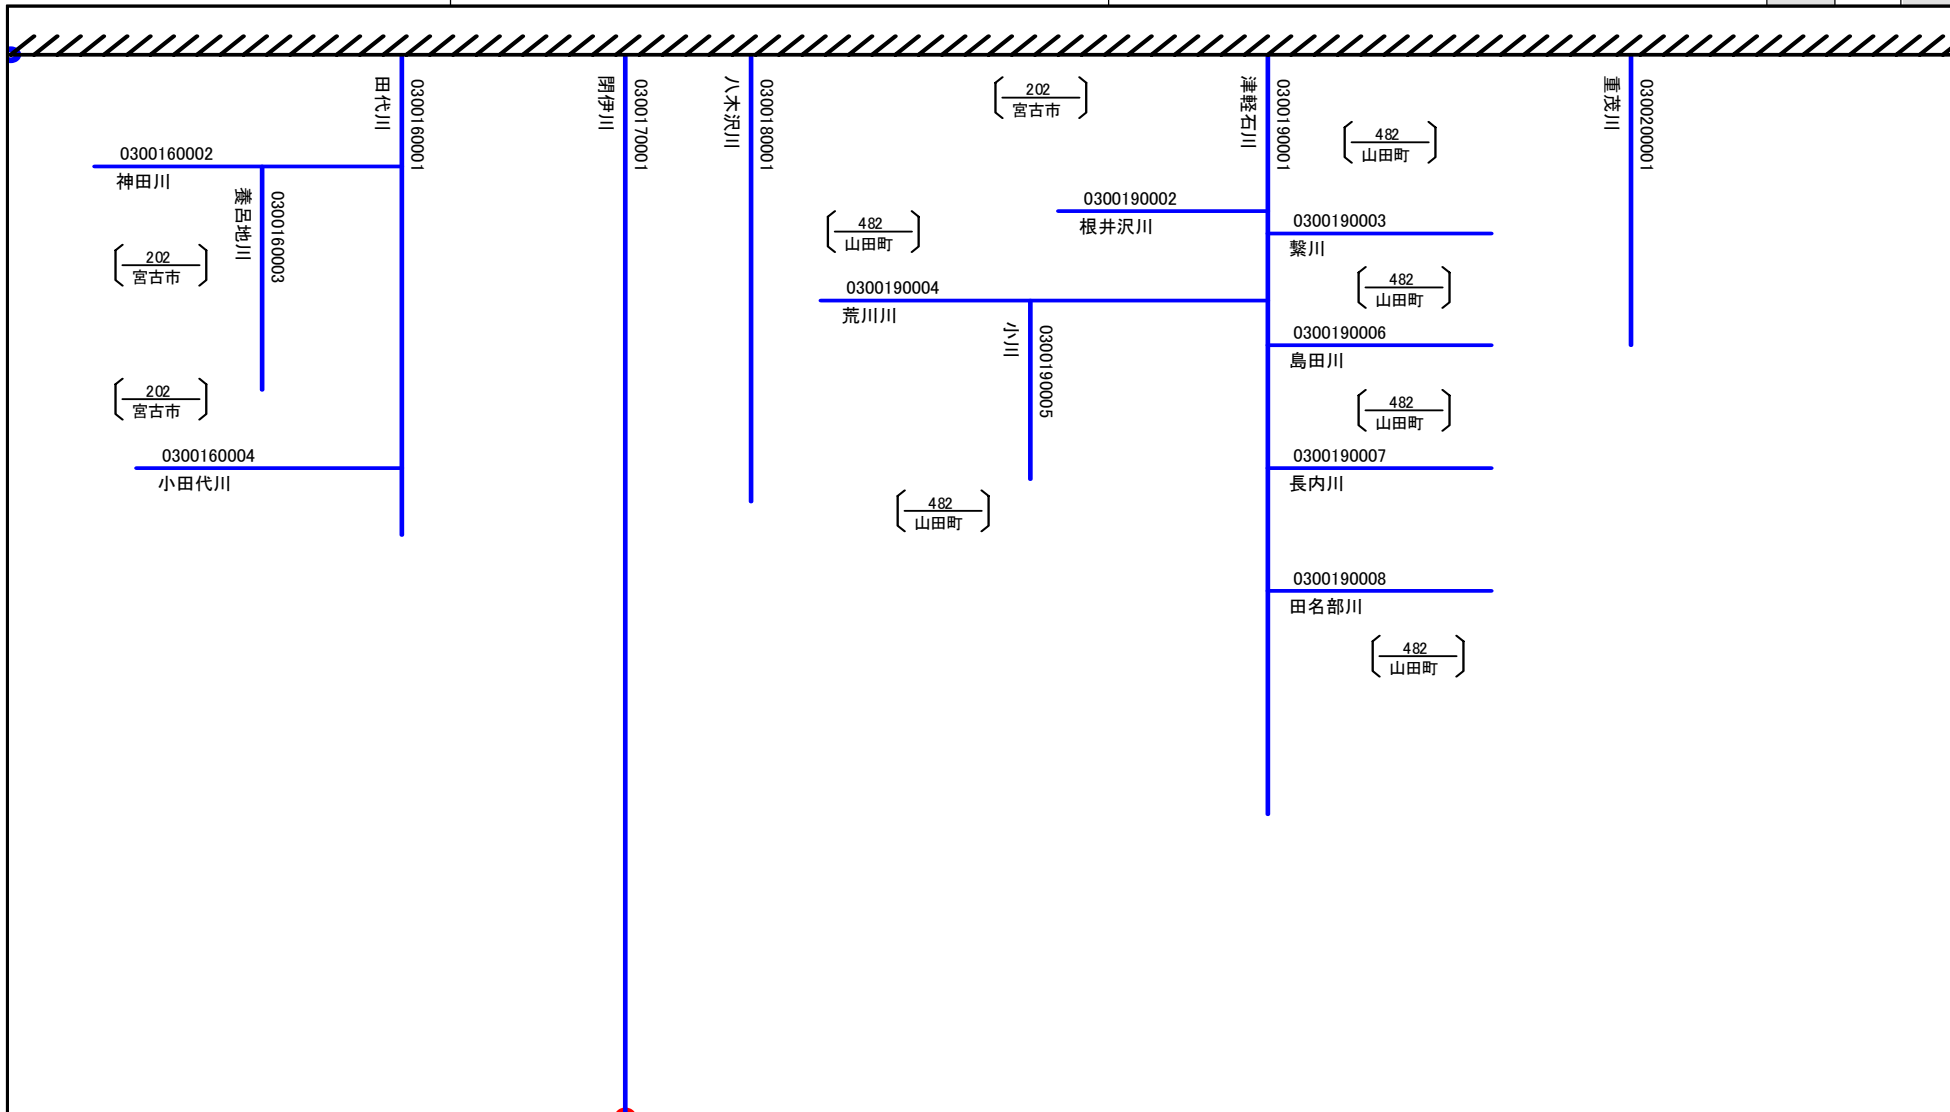 田代川
0300160001
0300160002
神田川
養呂地川
0300160003
202
宮古市
202
宮古市
0300160004
小田代川
閉伊川
0300170001
八木沢川
0300180001
202
宮古市
津軽石川
0300190001
482
山田町
0300190002
根井沢川
0300190003
繋川
482
山田町
482
山田町
0300190004
荒川川
小川
0300190005
482
山田町
0300190006
島田川
482
山田町
0300190007
長内川
0300190008
田名部川
482
山田町
重茂川
0300200001